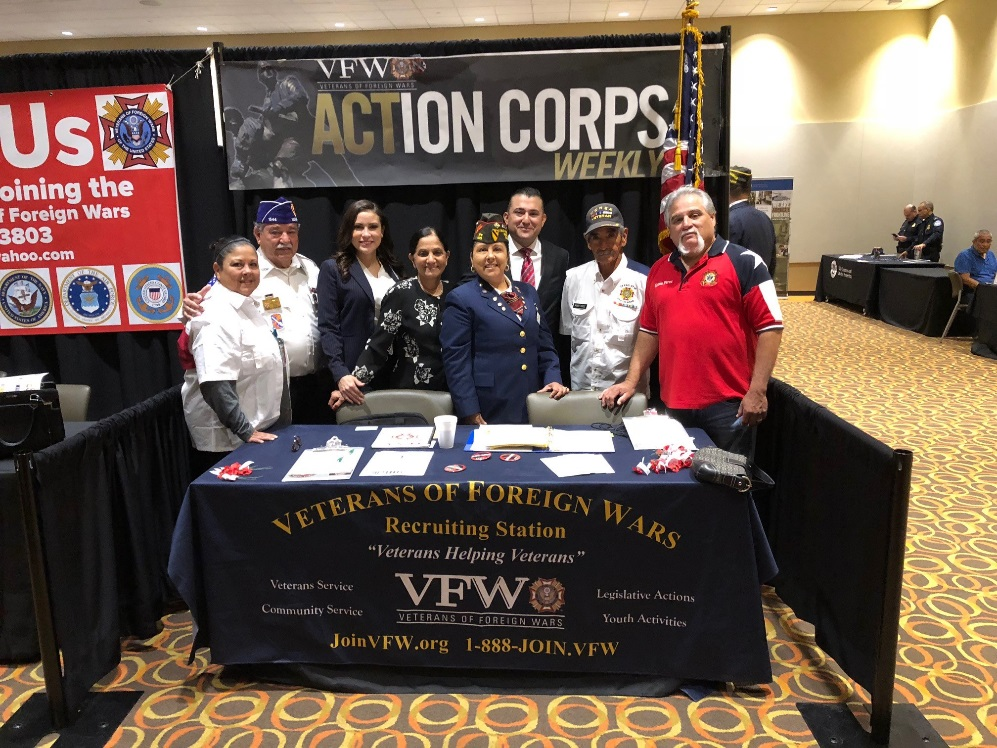 Us
oining the
of Foreign Wars
3803
yahoo.com
VFW
VETERANS OF FOREIGN WARS
ACTION CORPS
WEEKLY
VETERANS OF FOREIGN WARS
Recruiting Station
“Veterans Helping Veterans”
Veterans Service
Community Service
VFW
VETERANS OF FOREIGN WARS
Legislative Actions
Youth Activities
JoinVFW.org 1-888-JOIN.VFW